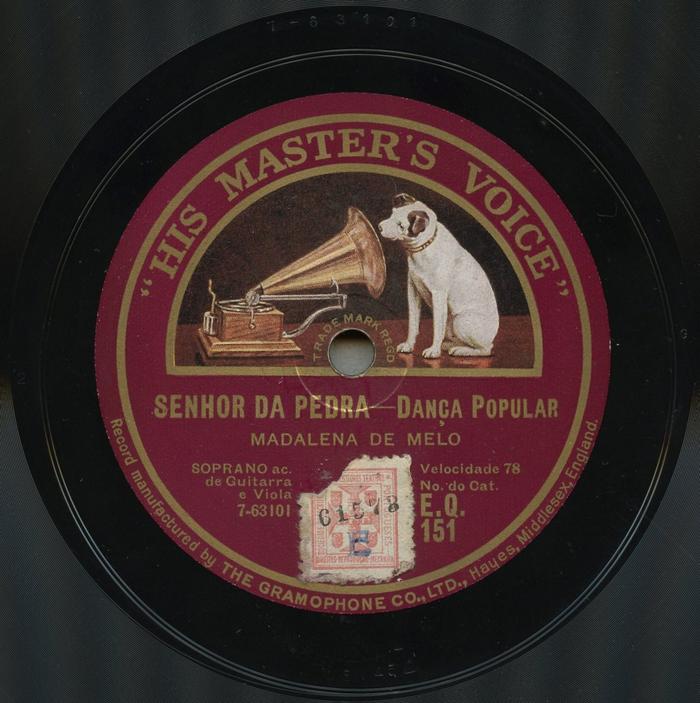 7-63101
"HIS MASTER'S VOICE"
TRADE MARK REGD
SENHOR DA PEDRA—DANÇA POPULAR
MADALENA DE MELO
SOPRANO ac.
de Guitarra
e Viola
7-63101
Velocidade 78
No. do Cat.
E.Q.
151
61578
E
Record manufactured by THE GRAMOPHONE CO., LTD., Hayes, Middlesex, England.